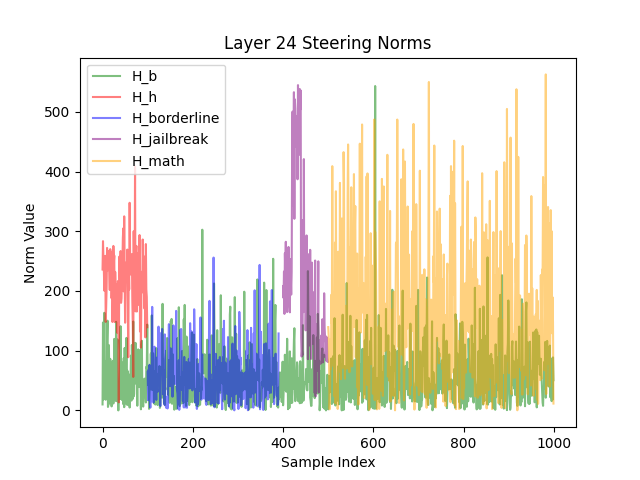 Layer 24 Steering Norms
H_b
H_h
H_borderline
H_jailbreak
H_math
Norm Value
500
400
300
200
100
0
0
200
400
600
800
1000
Sample Index